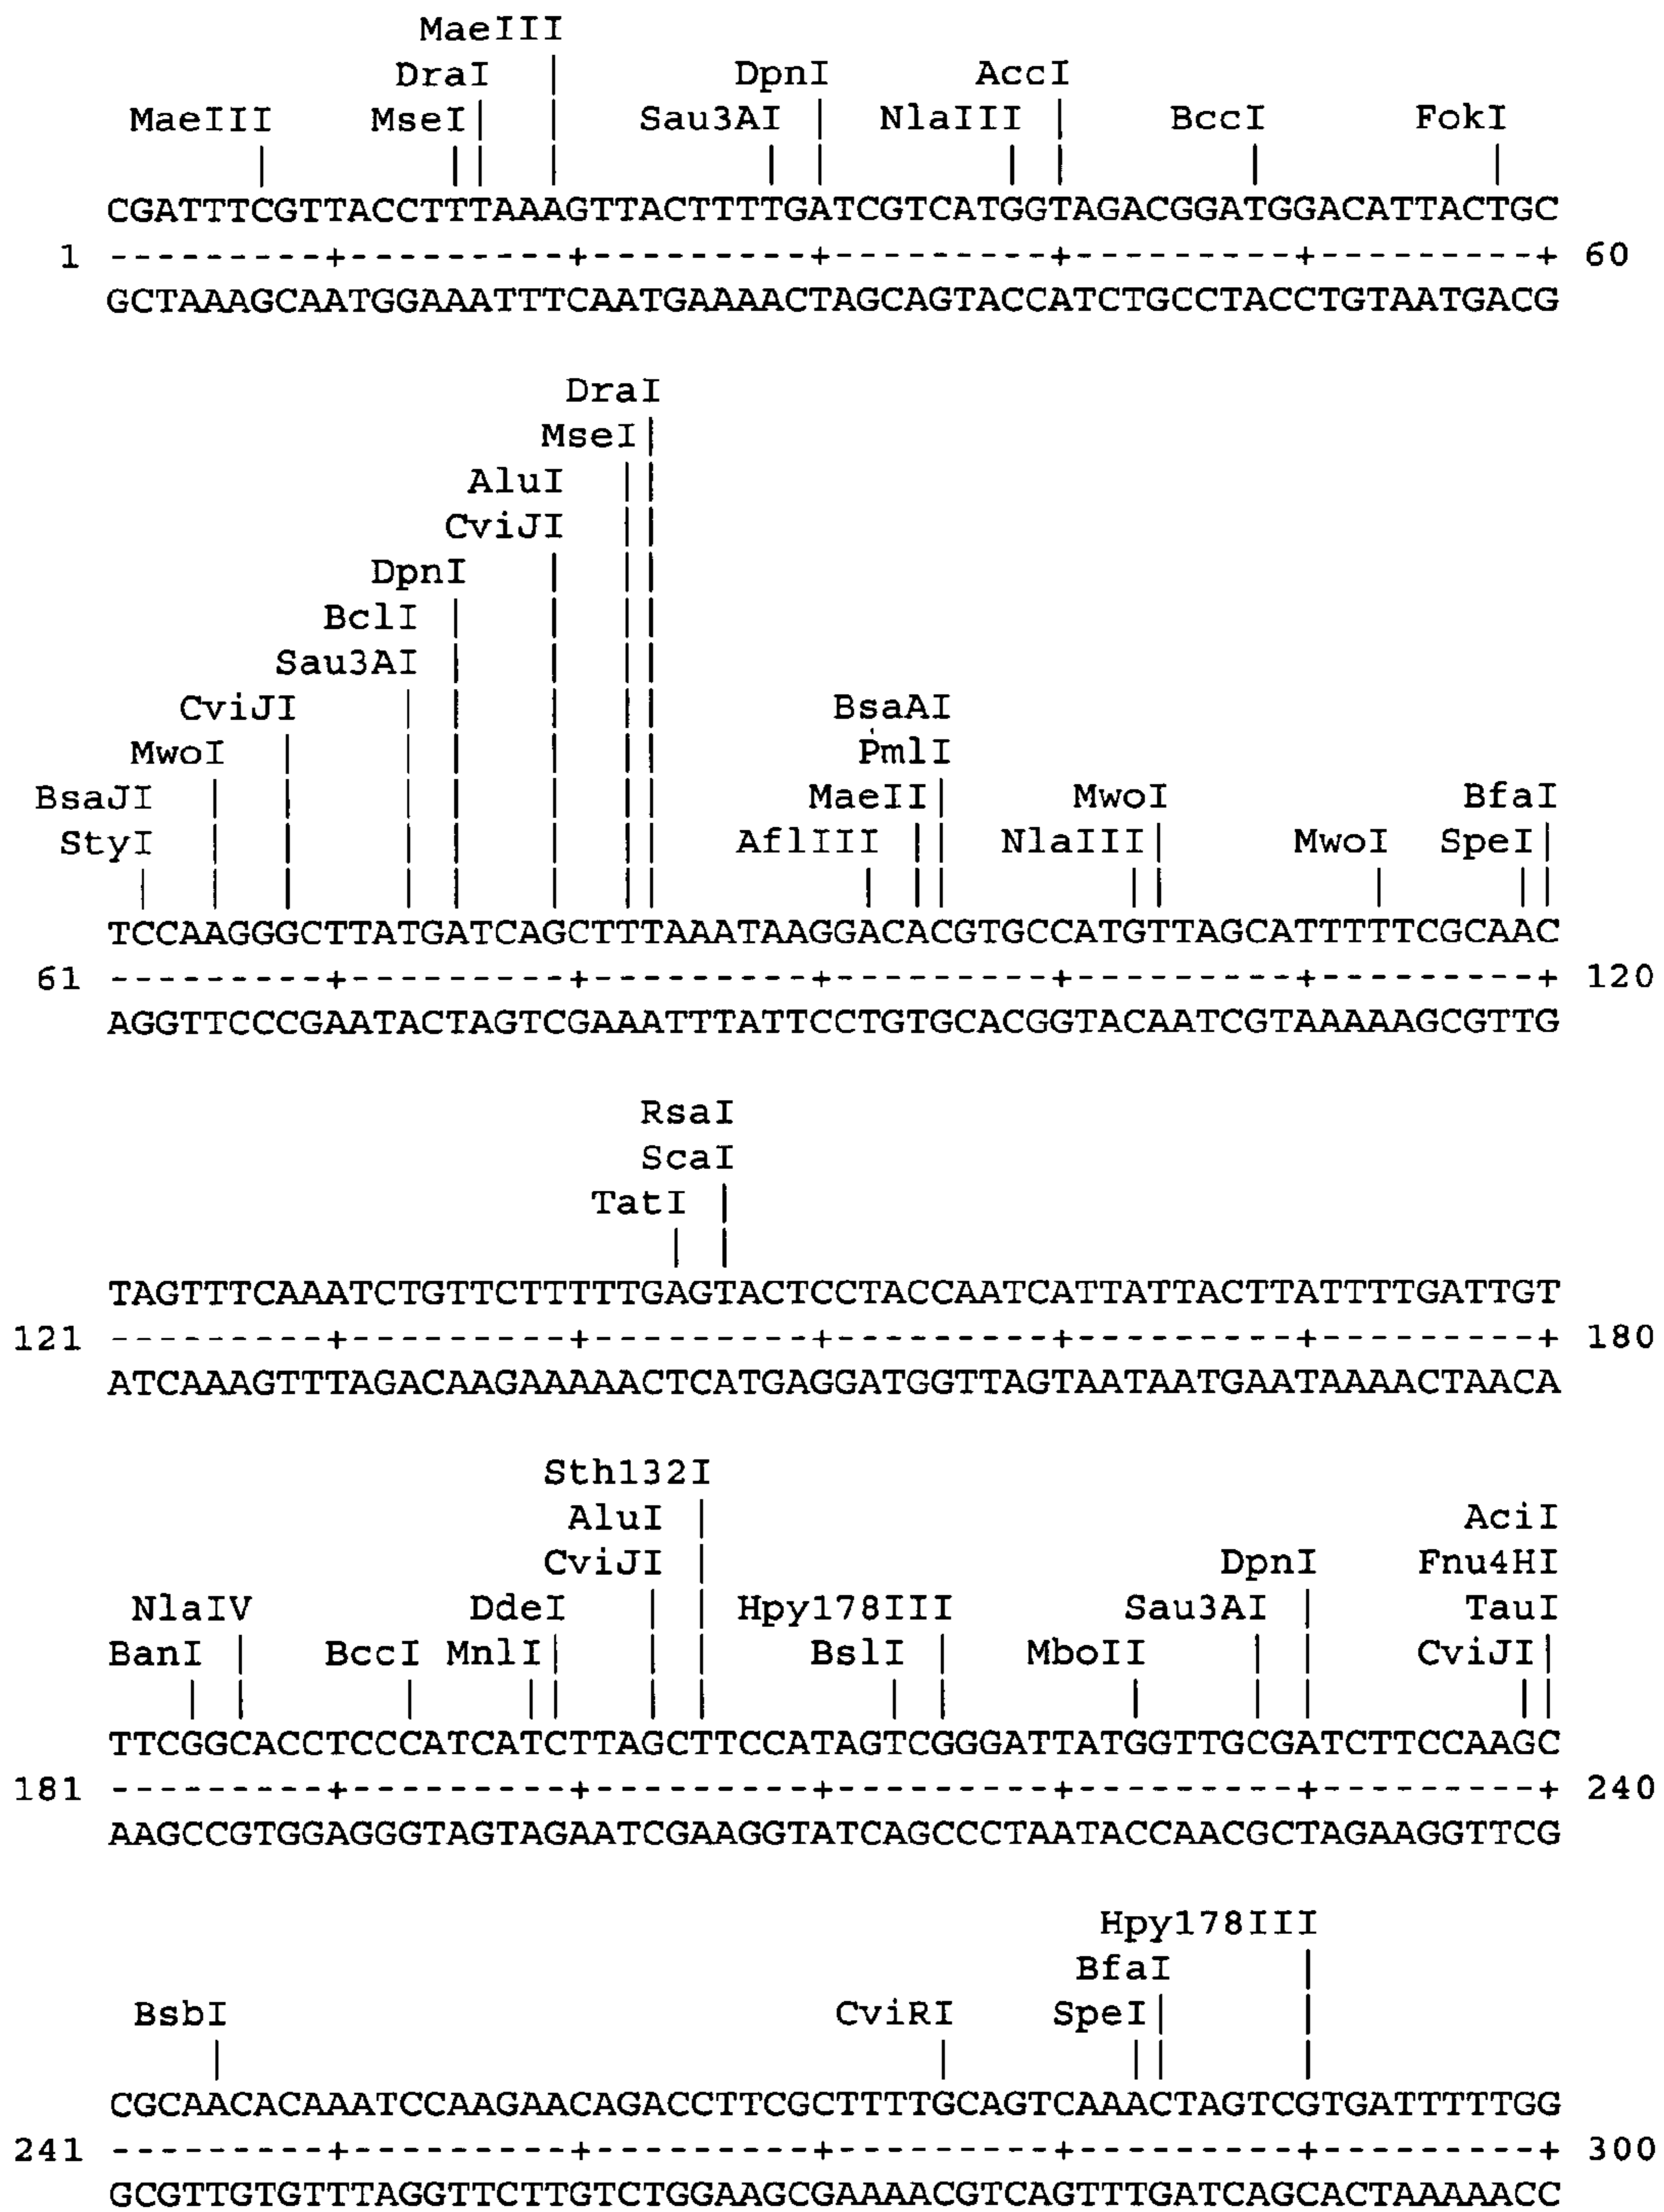 MaeIII
DraI DpnI AccI
MaeIII MseI Sau3AI NlaIII BccI FokI
CGATTTCGTTACCTTTAAAGTTACTTTTGATCGTCATGGTAGACGGATGGACATTACTGC
1 ---------+---------+---------+---------+---------+---------+ 60
GCTAAAGCAATGGAAATTTCAATGAAAACTAGCAGTACCATCTGCCTACCTGTAATGACG
DraI
MseI
AluI
CviJI
DpnI
BclI
Sau3AI
CviJI BsaAI
MwoI PmlI
BsaJI MaeII MwoI BfaI
StyI AflIII NlaIII MwoI SpeI
TCCAAGGGCTTATGATCAGCTTTAAATAAGGACACGTGCCATGTTAGCATTTTTCGCAAC
61 ---------+---------+---------+---------+---------+---------+ 120
AGGTTCCCGAATACTAGTCGAAATTTATTCCTGTGCACGGTACAATCGTAAAAAGCGTTG
RsaI
ScaI
TatI
TAGTTTCAAATCTGTTCTTTTTGAGTACTCCTACCAATCATTATTACTTATTTTGATTGT
121 ---------+---------+---------+---------+---------+---------+ 180
ATCAAAGTTTAGACAAGAAAAACTCATGAGGATGGTTAGTAATAATGAATAAAACTAACA
Sth132I
AluI AciI
CviJI DpnI Fnu4HI
NlaIV DdeI Hpy178III Sau3AI TauI
BanI BccI MnlI BslI MboII CviJI
TTCGGCACCTCCCATCATCTTAGCTTCCATAGTCGGGATTATGGTTGCGATCTTCCAAGC
181 ---------+---------+---------+---------+---------+---------+ 240
AAGCCGTGGAGGGTAGTAGAATCGAAGGTATCAGCCCTAATACCAACGCTAGAAGGTTCG
Hpy178III
BfaI
BsbI CviRI SpeI
CGCAACACAAATCCAAGAACAGACCTTCGCTTTTGCAGTCAAACTAGTCGTGATTTTTGG
241 ---------+---------+---------+---------+---------+---------+ 300
GCGTTGTGTTTAGGTTCTTGTCTGGAAGCGAAAACGTCAGTTTGATCAGCACTAAAAACC